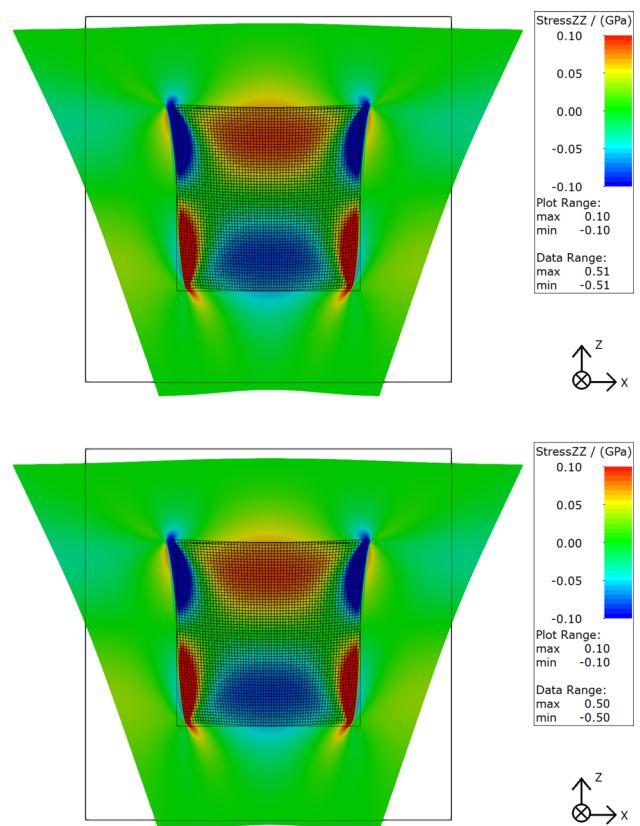 StressZZ / (GPa)
0.10
0.05
0.00
-0.05
-0.10
Plot Range:
max 0.10
min -0.10
Data Range:
max 0.51
min -0.51
Z
X
StressZZ / (GPa)
0.10
0.05
0.00
-0.05
-0.10
Plot Range:
max 0.10
min -0.10
Data Range:
max 0.50
min -0.50
Z
X